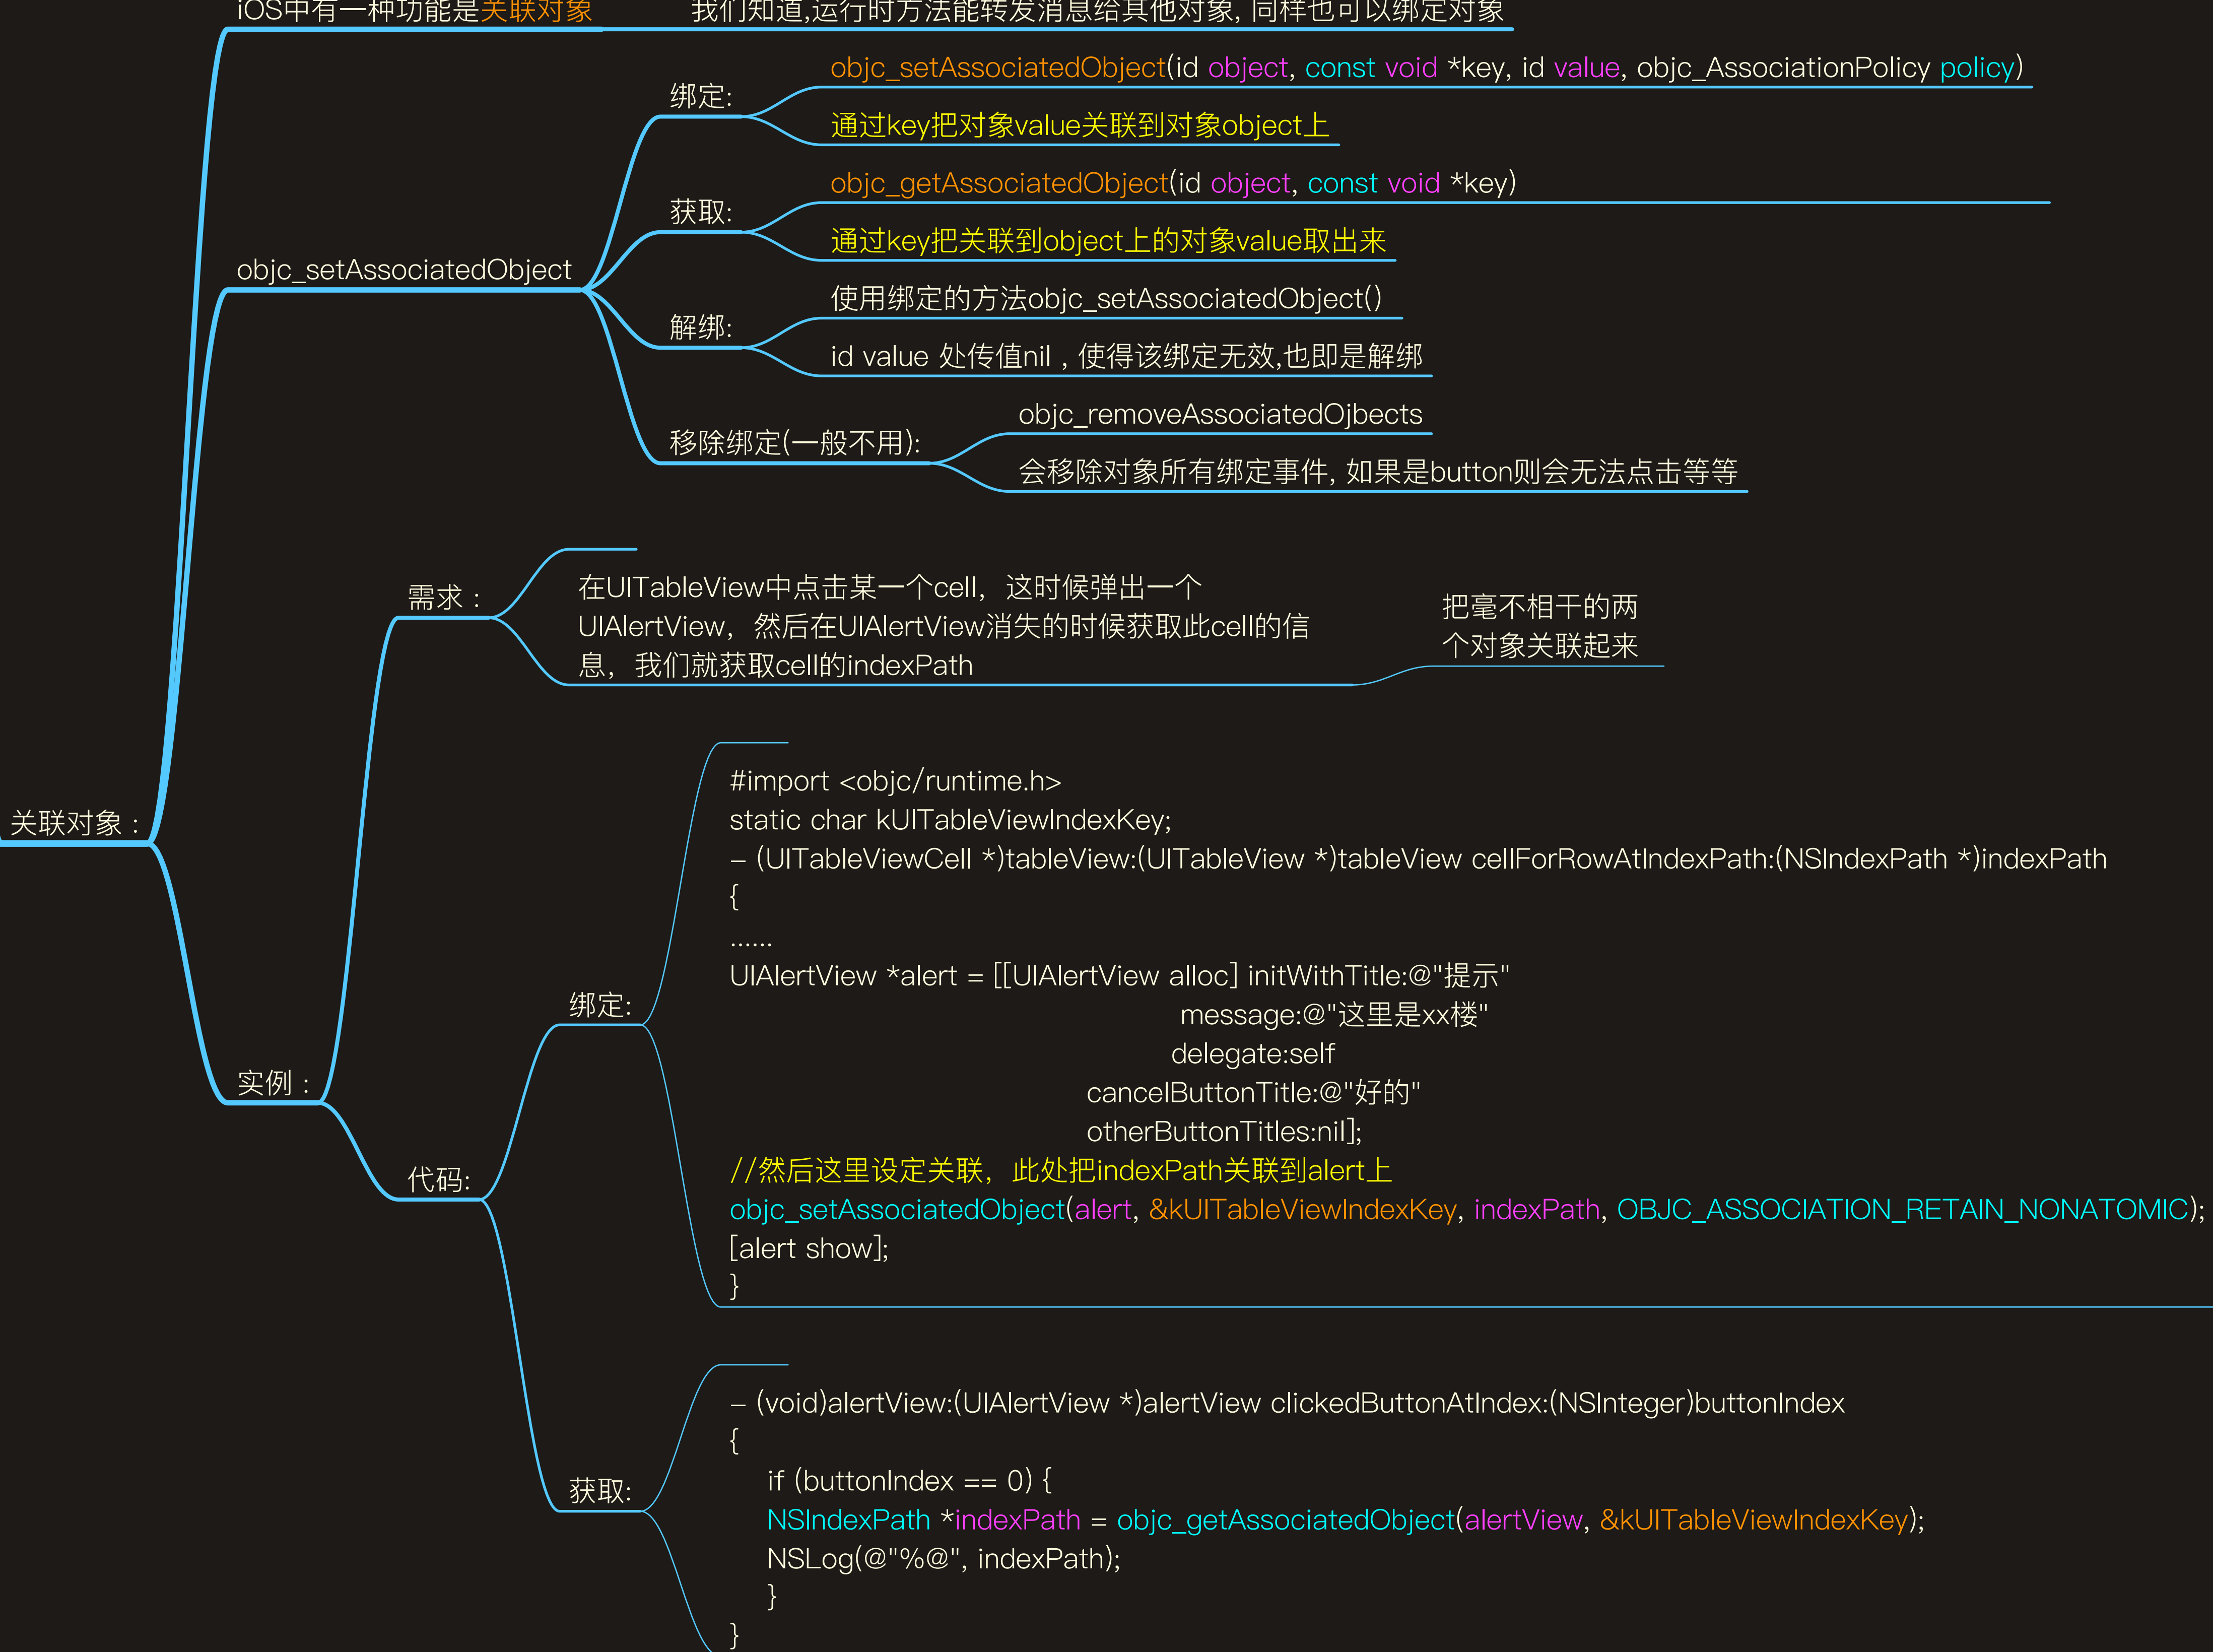 iOS中有一种功能是关联对象
我们知道,运行时方法能转发消息给其他对象, 同样也可以绑定对象
objc_setAssociatedObject
绑定:
objc_setAssociatedObject(id object, const void *key, id value, objc_AssociationPolicy policy)
通过key把对象value关联到对象object上
获取:
objc_getAssociatedObject(id object, const void *key)
通过key把关联到object上的对象value取出来
解绑:
使用绑定的方法objc_setAssociatedObject()
id value 处传值nil , 使得该绑定无效,也即是解绑
移除绑定(一般不用):
objc_removeAssociatedOjbects
会移除对象所有绑定事件, 如果是button则会无法点击等等
关联对象 :
实例 :
需求 :
在UITableView中点击某一个cell，这时候弹出一个
UIAlertView，然后在UIAlertView消失的时候获取此cell的信
息，我们就获取cell的indexPath
把毫不相干的两
个对象关联起来
代码:
绑定:
#import <objc/runtime.h>
static char kUITableViewIndexKey;
- (UITableViewCell *)tableView:(UITableView *)tableView cellForRowAtIndexPath:(NSIndexPath *)indexPath
{
......
UIAlertView *alert = [[UIAlertView alloc] initWithTitle:@"提示"
message:@"这里是xx楼"
delegate:self
cancelButtonTitle:@"好的"
otherButtonTitles:nil];
//然后这里设定关联，此处把indexPath关联到alert上
objc_setAssociatedObject(alert, &kUITableViewIndexKey, indexPath, OBJC_ASSOCIATION_RETAIN_NONATOMIC);
[alert show];
}
获取:
- (void)alertView:(UIAlertView *)alertView clickedButtonAtIndex:(NSInteger)buttonIndex
{
if (buttonIndex == 0) {
NSIndexPath *indexPath = objc_getAssociatedObject(alertView, &kUITableViewIndexKey);
NSLog(@"%@", indexPath);
}
}